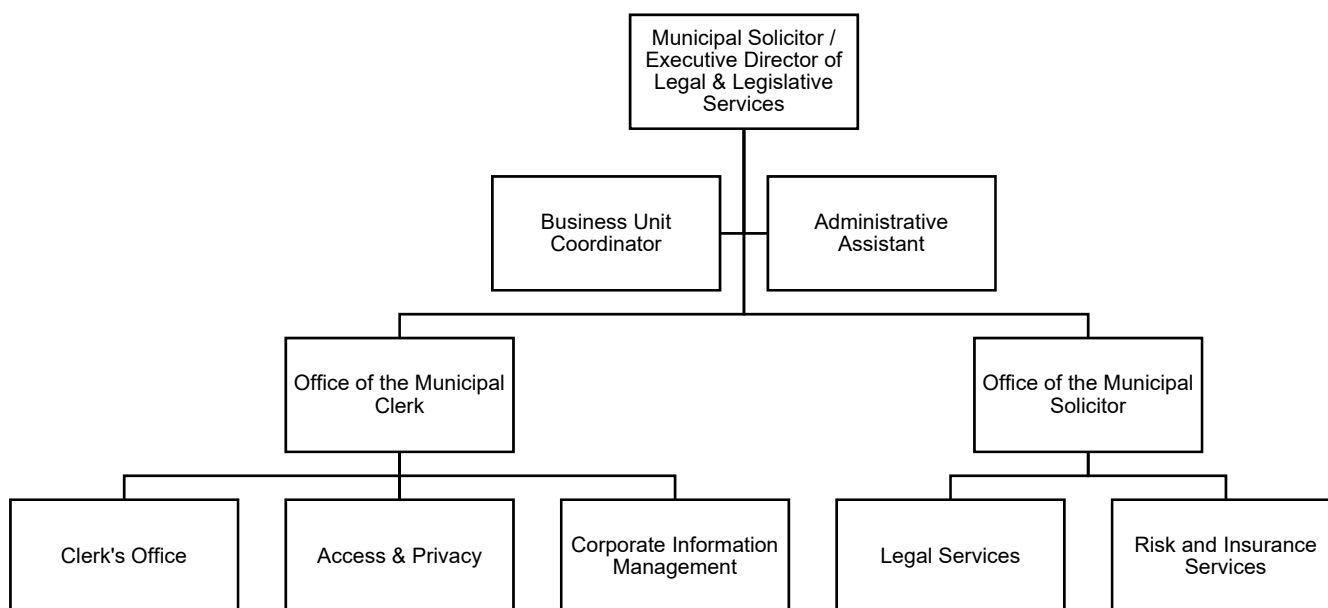 Municipal Solicitor /
Executive Director of
Legal & Legislative
Services
Business Unit
Coordinator
Administrative
Assistant
Office of the Municipal
Clerk
Office of the Municipal
Solicitor
Clerk's Office
Access & Privacy
Corporate Information
Management
Legal Services
Risk and Insurance
Services